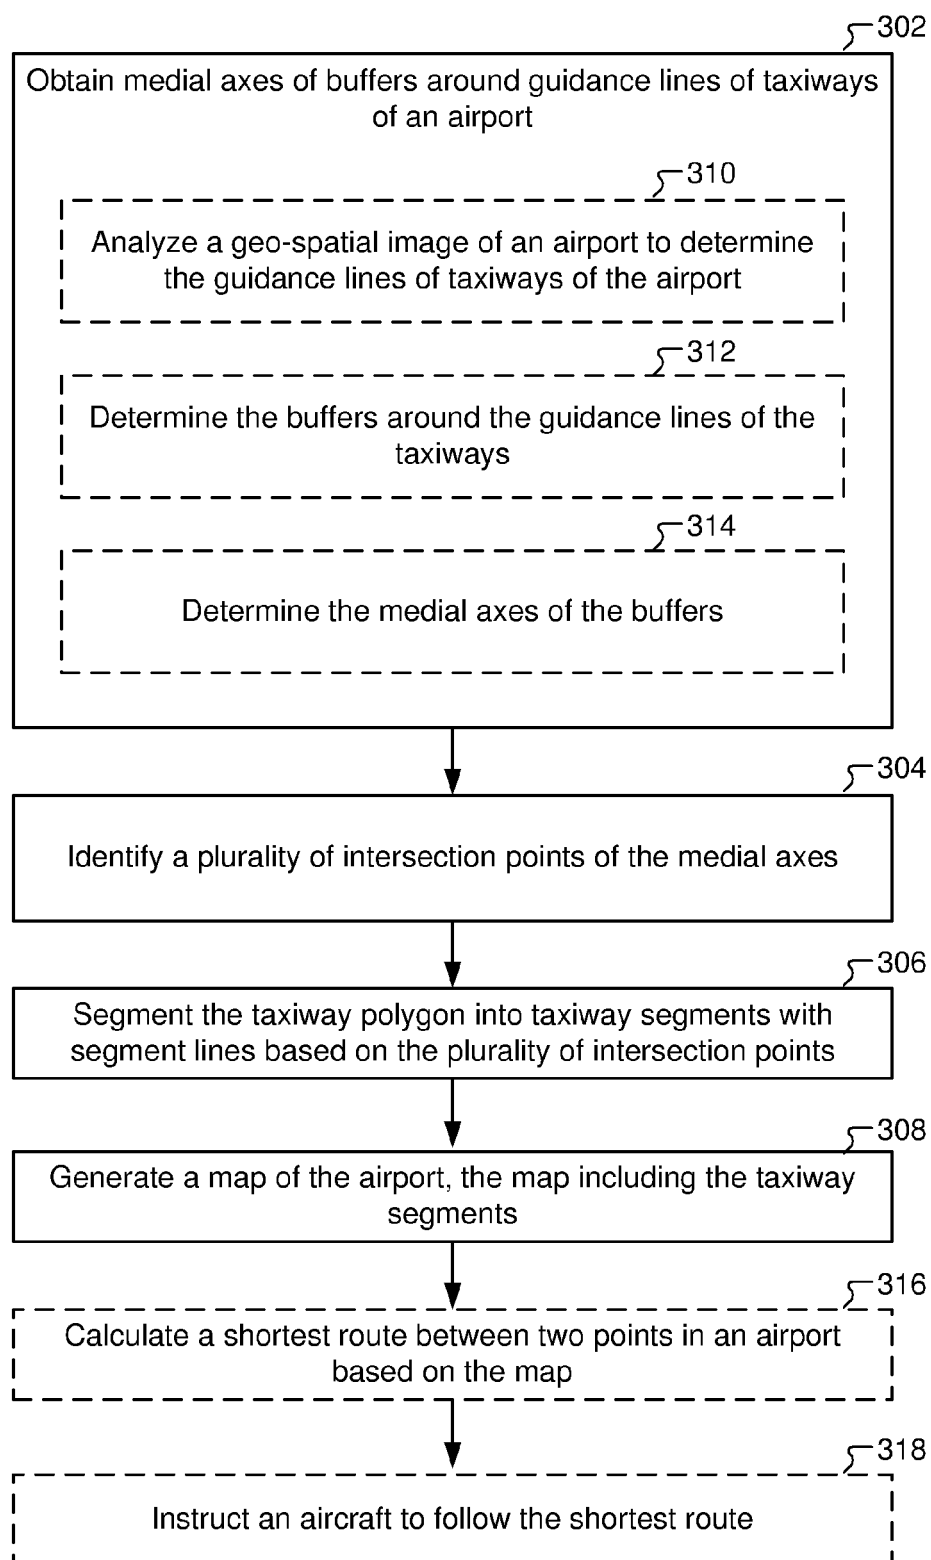 302
Obtain medial axes of buffers around guidance lines of taxiways
of an airport
310
Analyze a geo-spatial image of an airport to determine
the guidance lines of taxiways of the airport
312
Determine the buffers around the guidance lines of the
taxiways
314
Determine the medial axes of the buffers
304
Identify a plurality of intersection points of the medial axes
306
Segment the taxiway polygon into taxiway segments with
segment lines based on the plurality of intersection points
308
Generate a map of the airport, the map including the taxiway
segments
316
Calculate a shortest route between two points in an airport
based on the map
318
Instruct an aircraft to follow the shortest route